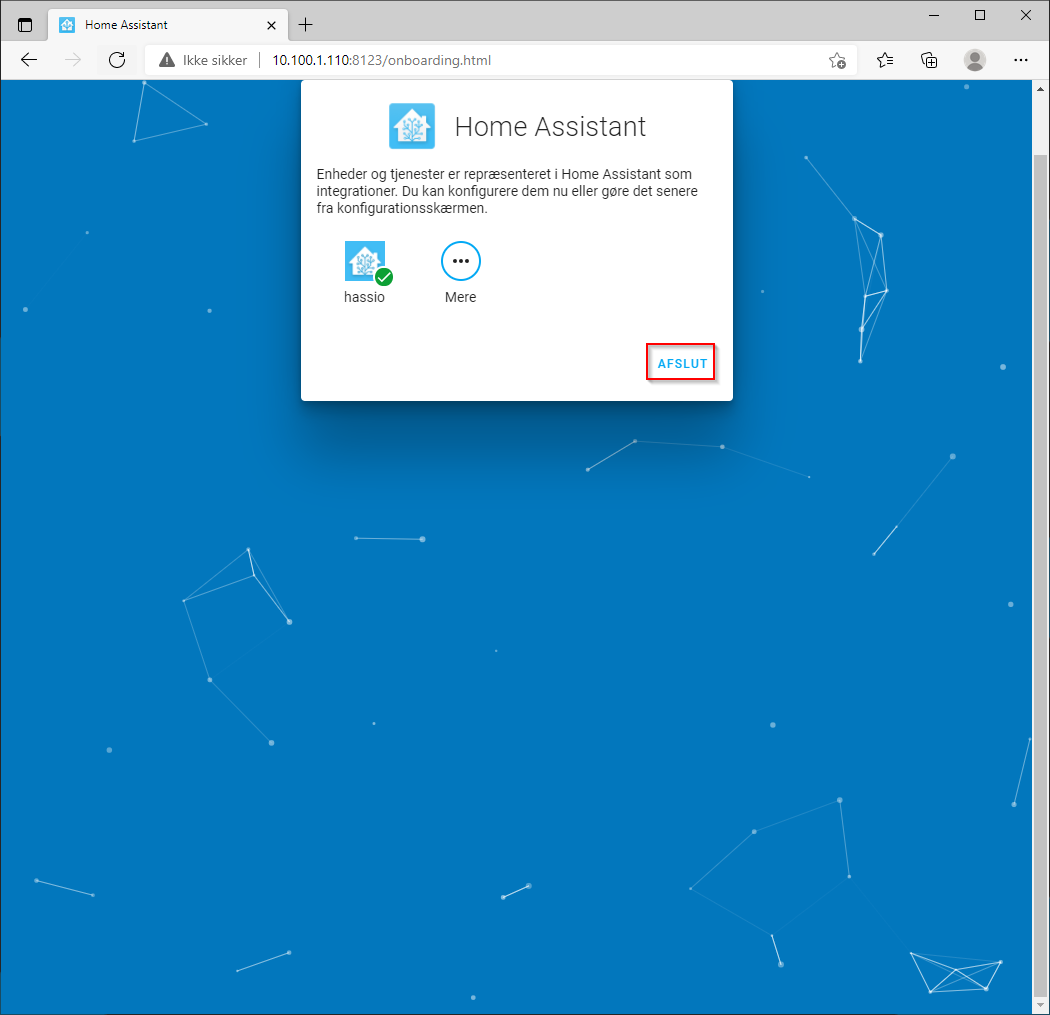 Home Assistant
Ikke sikker
10.100.1.110:8123/onboarding.html
Home Assistant
Enheder og tjenester er repræsenteret i Home Assistant som
integrationer. Du kan konfigurere dem nu eller gøre det senere
fra konfigurationsskærmen.
hassio
Mere
AFSLUT